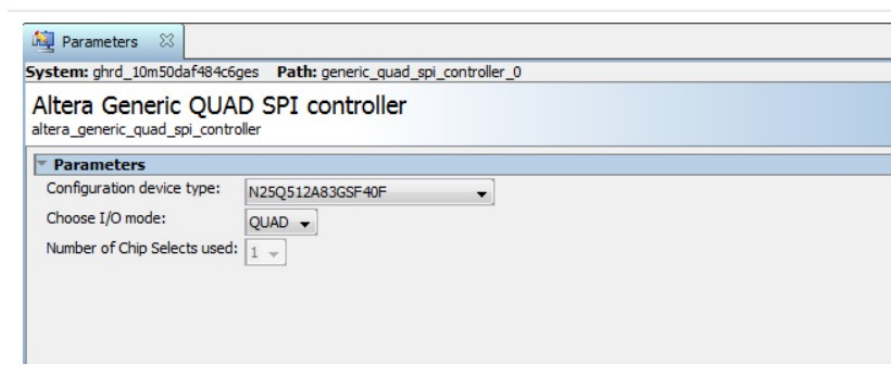 Parameters
System: ghrd_10m50daf484c6ges Path: generic_quad_spi_controller_0
Altera Generic QUAD SPI controller
altera_generic_quad_spi_controller
Parameters
Configuration device type: N25Q512A83GSF40F
Choose I/O mode: QUAD
Number of Chip Selects used: 1